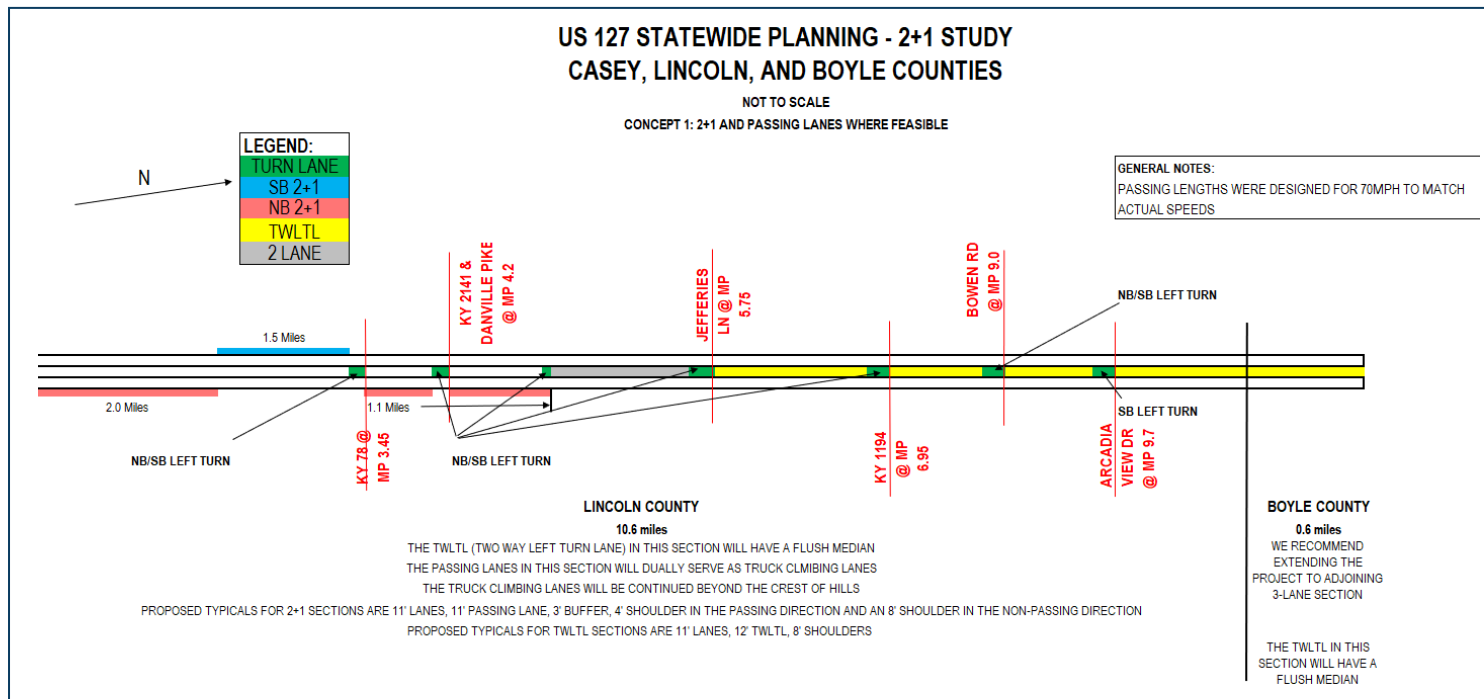 US 127 STATEWIDE PLANNING - 2+1 STUDY
CASEY, LINCOLN, AND BOYLE COUNTIES
NOT TO SCALE
CONCEPT 1: 2+1 AND PASSING LANES WHERE FEASIBLE
LEGEND:
TURN LANE
SB 2+1
NB 2+1
TWLTL
2 LANE
N
GENERAL NOTES:
PASSING LENGTHS WERE DESIGNED FOR 70MPH TO MATCH
ACTUAL SPEEDS
KY 2141 &
DANVILLE PIKE
@ MP 4.2
JEFFERIES
LN @ MP
5.75
BOWEN RD
@ MP 9.0
NB/SB LEFT TURN
1.5 Miles
2.0 Miles
1.1 Miles
SB LEFT TURN
NB/SB LEFT TURN
KY 78 @
MP 3.45
NB/SB LEFT TURN
KY 1194
@ MP
6.95
ARCADIA
VIEW DR
@ MP 9.7
LINCOLN COUNTY
10.6 miles
THE TWLTL (TWO WAY LEFT TURN LANE) IN THIS SECTION WILL HAVE A FLUSH MEDIAN
THE PASSING LANES IN THIS SECTION WILL DUALLY SERVE AS TRUCK CLMBING LANES
THE TRUCK CLIMBING LANES WILL BE CONTINUED BEYOND THE CREST OF HILLS
PROPOSED TYPICALS FOR 2+1 SECTIONS ARE 11' LANES, 11' PASSING LANE, 3' BUFFER, 4' SHOULDER IN THE PASSING DIRECTION AND AN 8' SHOULDER IN THE NON-PASSING DIRECTION
PROPOSED TYPICALS FOR TWLTL SECTIONS ARE 11' LANES, 12' TWLTL, 8' SHOULDERS
BOYLE COUNTY
0.6 miles
WE RECOMMEND
EXTENDING THE
PROJECT TO ADJOINING
3-LANE SECTION
THE TWLTL IN THIS
SECTION WILL HAVE A
FLUSH MEDIAN